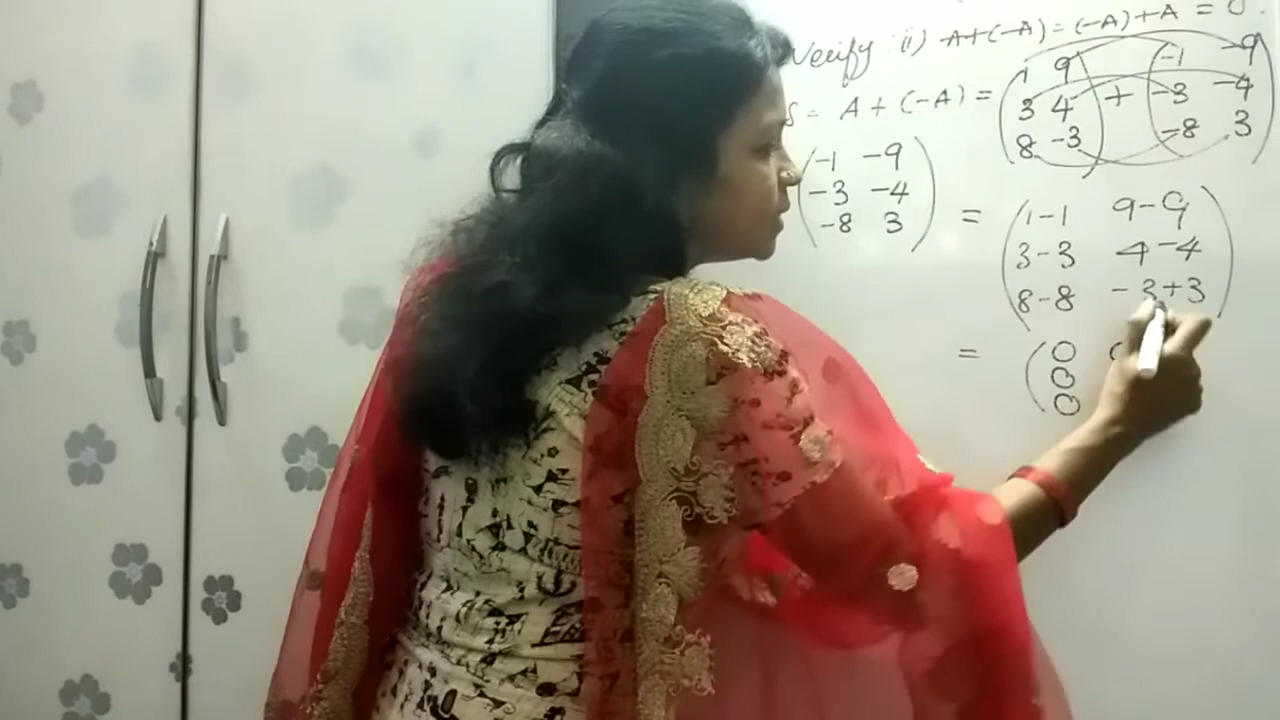 Verify ii) A+(-A) = (-A)+A = 0.
S = A+(-A) = (1 9 + (-1 -9
3 4 -3 -4
8 -3) -8 3)
(-1 -9
-3 -4
-8 3)
= (1-1 9-9
3-3 4-4
8-8 -3+3)
= (0
0
0